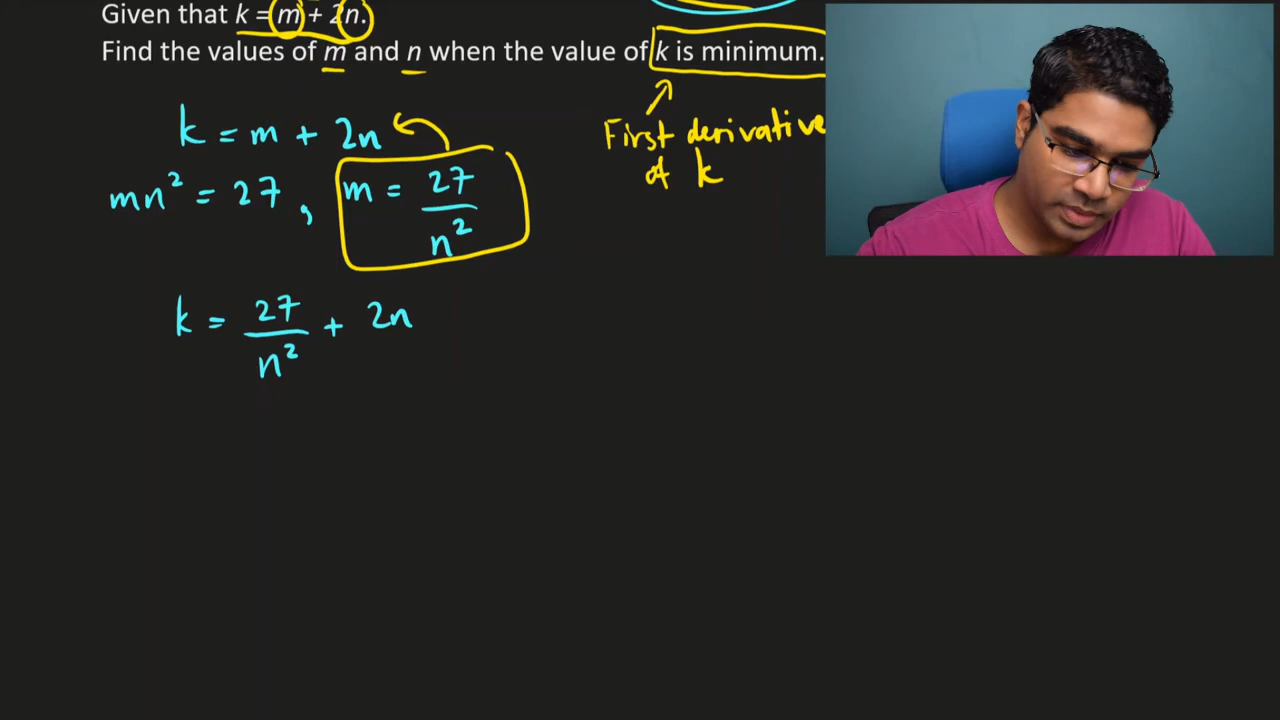 Given that k = m + 2n.
Find the values of m and n when the value of k is minimum.
k = m + 2n
First derivative
of k
mn² = 27, m = 27/n²
k = 27/n² + 2n